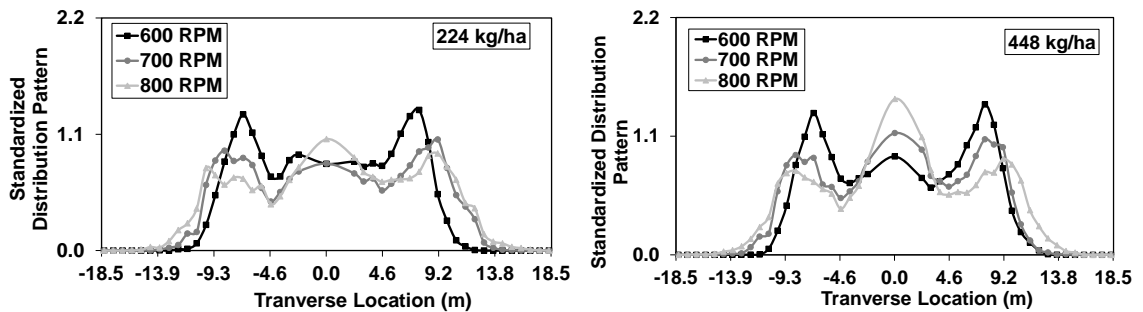 2.2
600 RPM
700 RPM
800 RPM
224 kg/ha
Standardized
Distribution Pattern
1.1
0.0
-18.5 -13.9 -9.3 -4.6 0.0 4.6 9.2 13.8 18.5
Tranverse Location (m)
2.2
600 RPM
700 RPM
800 RPM
448 kg/ha
Standardized Distribution
Pattern
1.1
0.0
-18.5 -13.9 -9.3 -4.6 0.0 4.6 9.2 13.8 18.5
Tranverse Location (m)